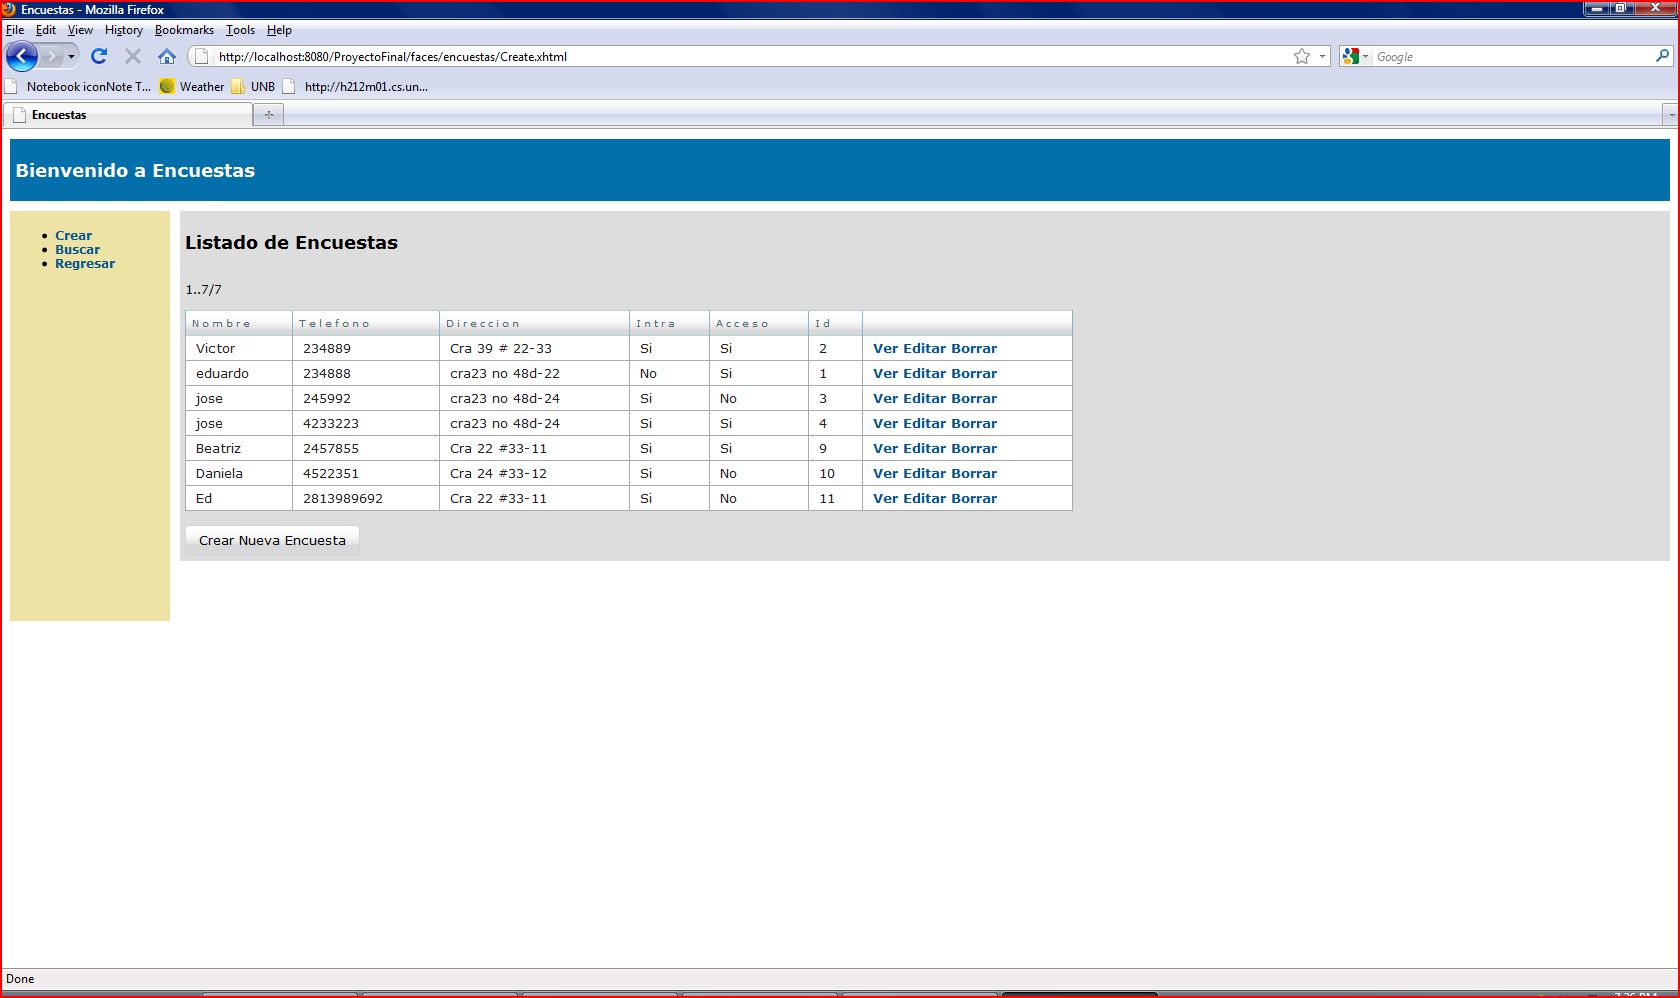 Encuestas - Mozilla Firefox
File Edit View History Bookmarks Tools Help
http://localhost:8080/ProyectoFinal/faces/encuestas/Create.xhtml Google
Notebook iconNote T... Weather UNB http://h212m01.cs.un...
Encuestas
Bienvenido a Encuestas
Crear
Buscar
Regresar
Listado de Encuestas
1..7/7
Nombre Telefono Direccion Intra Acceso Id
Victor 234889 Cra 39 # 22-33 Si Si 2 Ver Editar Borrar
eduardo 234888 cra23 no 48d-22 No Si 1 Ver Editar Borrar
jose 245992 cra23 no 48d-24 Si No 3 Ver Editar Borrar
jose 4233223 cra23 no 48d-24 Si Si 4 Ver Editar Borrar
Beatriz 2457855 Cra 22 #33-11 Si Si 9 Ver Editar Borrar
Daniela 4522351 Cra 24 #33-12 Si No 10 Ver Editar Borrar
Ed 2813989692 Cra 22 #33-11 Si No 11 Ver Editar Borrar
Crear Nueva Encuesta
Done